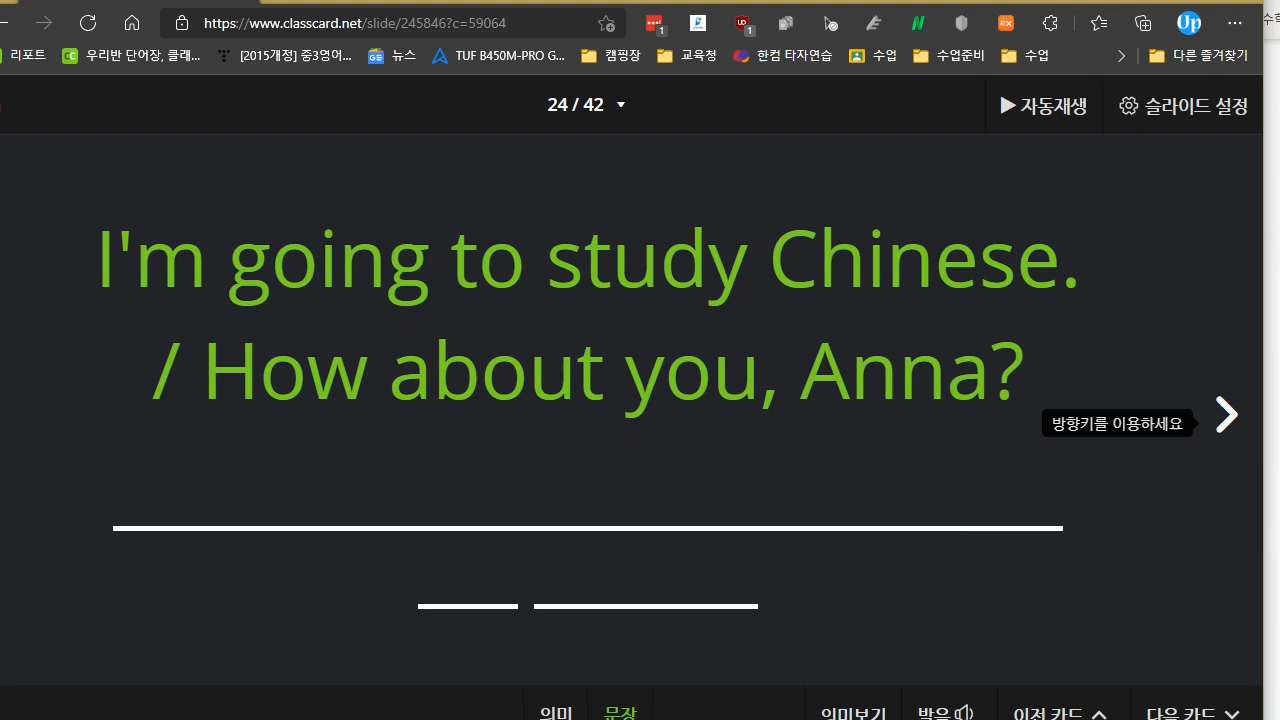 https://www.classcard.net/slide/245846?c=59064
1
1
Up
리포트
우리반 단어장, 클래...
[2015개정] 중3영어...
뉴스
TUF B450M-PRO G...
캠핑장
교육청
한컴 타자연습
수업
수업준비
수업
다른 즐겨찾기
24 / 42
자동재생
슬라이드 설정
I'm going to study Chinese.
/ How about you, Anna?
방향키를 이용하세요
의미
문장
의미보기
발음
이전 카드
다음 카드